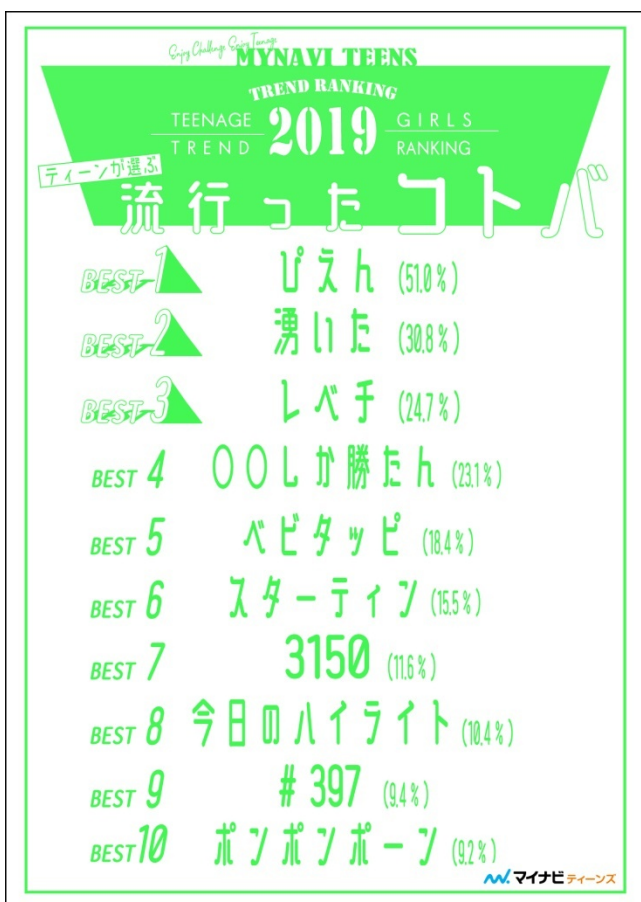 Enjoy Challenge Enjoy Teenage
MYNAVI TEENS
TREND RANKING
TEENAGE TREND 2019 GIRLS RANKING
ティーンが選ぶ
流行ったコトバ
BEST-1 ぴえん (51.0%)
BEST-2 湧いた (30.8%)
BEST-3 レベチ (24.7%)
BEST 4 〇〇しか勝たん (23.1%)
BEST 5 ベビタッピ (18.4%)
BEST 6 スターティン (15.5%)
BEST 7 3150 (11.6%)
BEST 8 今日のハイライト (10.4%)
BEST 9 #397 (9.4%)
BEST 10 ポンポンポーン (9.2%)
マイナビティーンズ